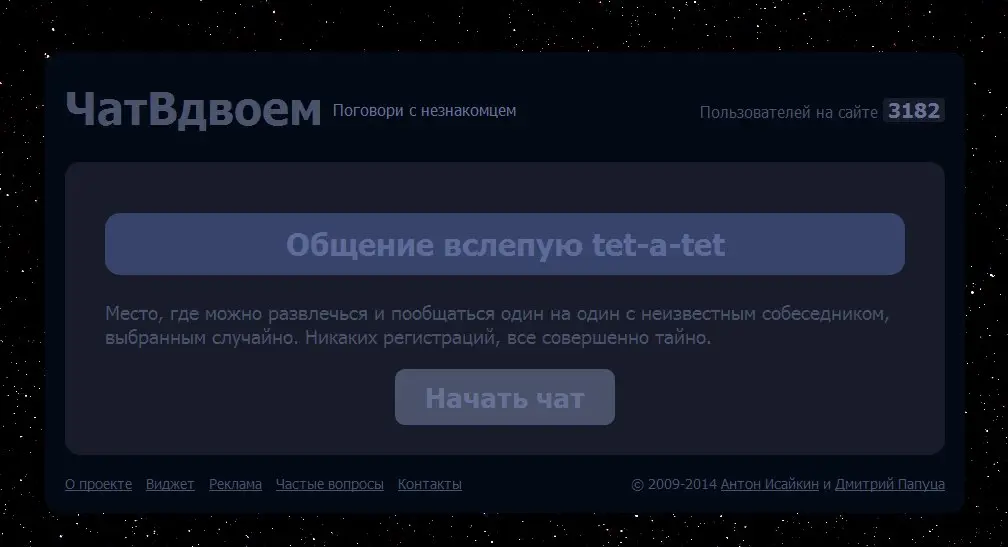 ЧатВдвоем Поговори с незнакомцем Пользователей на сайте 3182
Общение вслепую tet-a-tet
Место, где можно развлечься и пообщаться один на один с неизвестным собеседником,
выбранным случайно. Никаких регистраций, все совершенно тайно.
Начать чат
О проекте Виджет Реклама Частые вопросы Контакты © 2009-2014 Антон Исайкин и Дмитрий Папуца